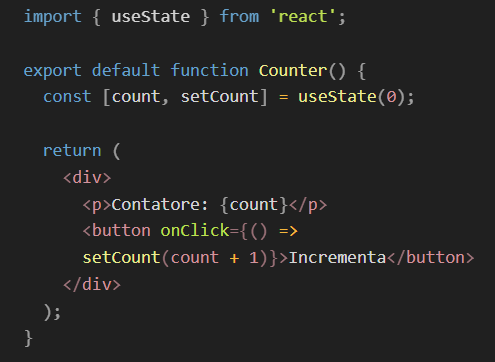 import { useState } from 'react';
export default function Counter() {
const [count, setCount] = useState(0);
return (
<div>
<p>Contatore: {count}</p>
<button onClick={() =>
setCount(count + 1)}>Incrementa</button>
</div>
);
}